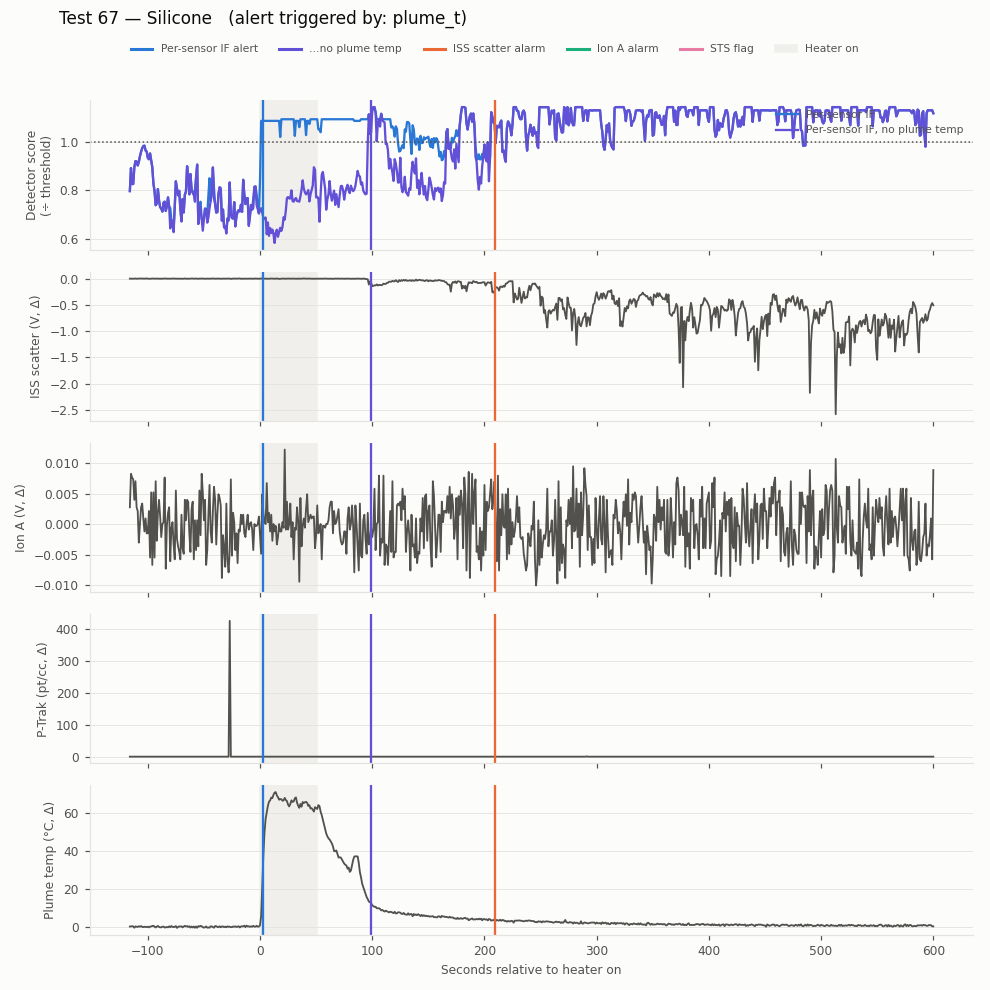 Test 67 — Silicone   (alert triggered by: plume_t)
Per-sensor IF alert
...no plume temp
ISS scatter alarm
Ion A alarm
STS flag
Heater on
Detector score
(÷ threshold)
1.0
0.8
0.6
Per-sensor IF
Per-sensor IF, no plume temp
ISS scatter (V, Δ)
0.0
−0.5
−1.0
−1.5
−2.0
−2.5
Ion A (V, Δ)
0.010
0.005
0.000
−0.005
−0.010
P-Trak (pt/cc, Δ)
400
300
200
100
0
Plume temp (°C, Δ)
60
40
20
0
−100
0
100
200
300
400
500
600
Seconds relative to heater on